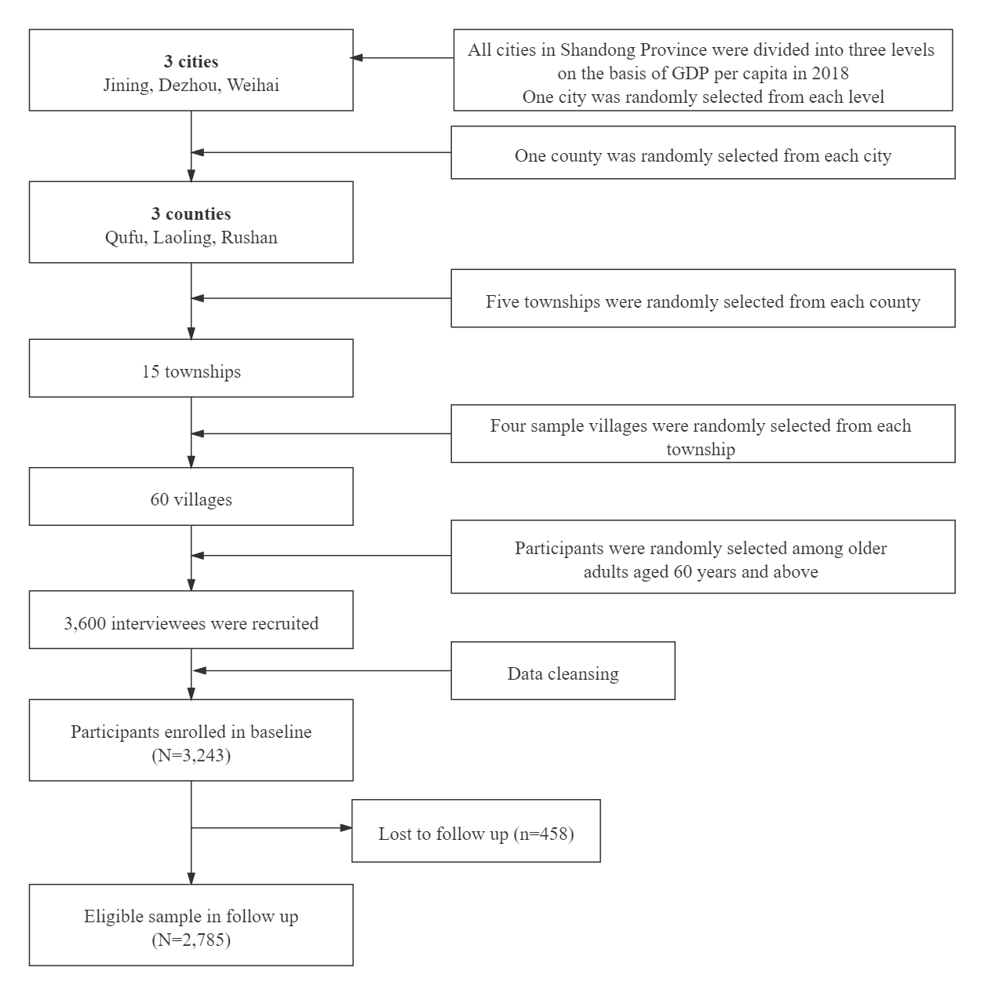 3 cities
Jining, Dezhou, Weihai
All cities in Shandong Province were divided into three levels
on the basis of GDP per capita in 2018
One city was randomly selected from each level
One county was randomly selected from each city
3 counties
Qufu, Laoling, Rushan
Five townships were randomly selected from each county
15 townships
Four sample villages were randomly selected from each
township
60 villages
Participants were randomly selected among older
adults aged 60 years and above
3,600 interviewees were recruited
Data cleansing
Participants enrolled in baseline
(N=3,243)
Lost to follow up (n=458)
Eligible sample in follow up
(N=2,785)